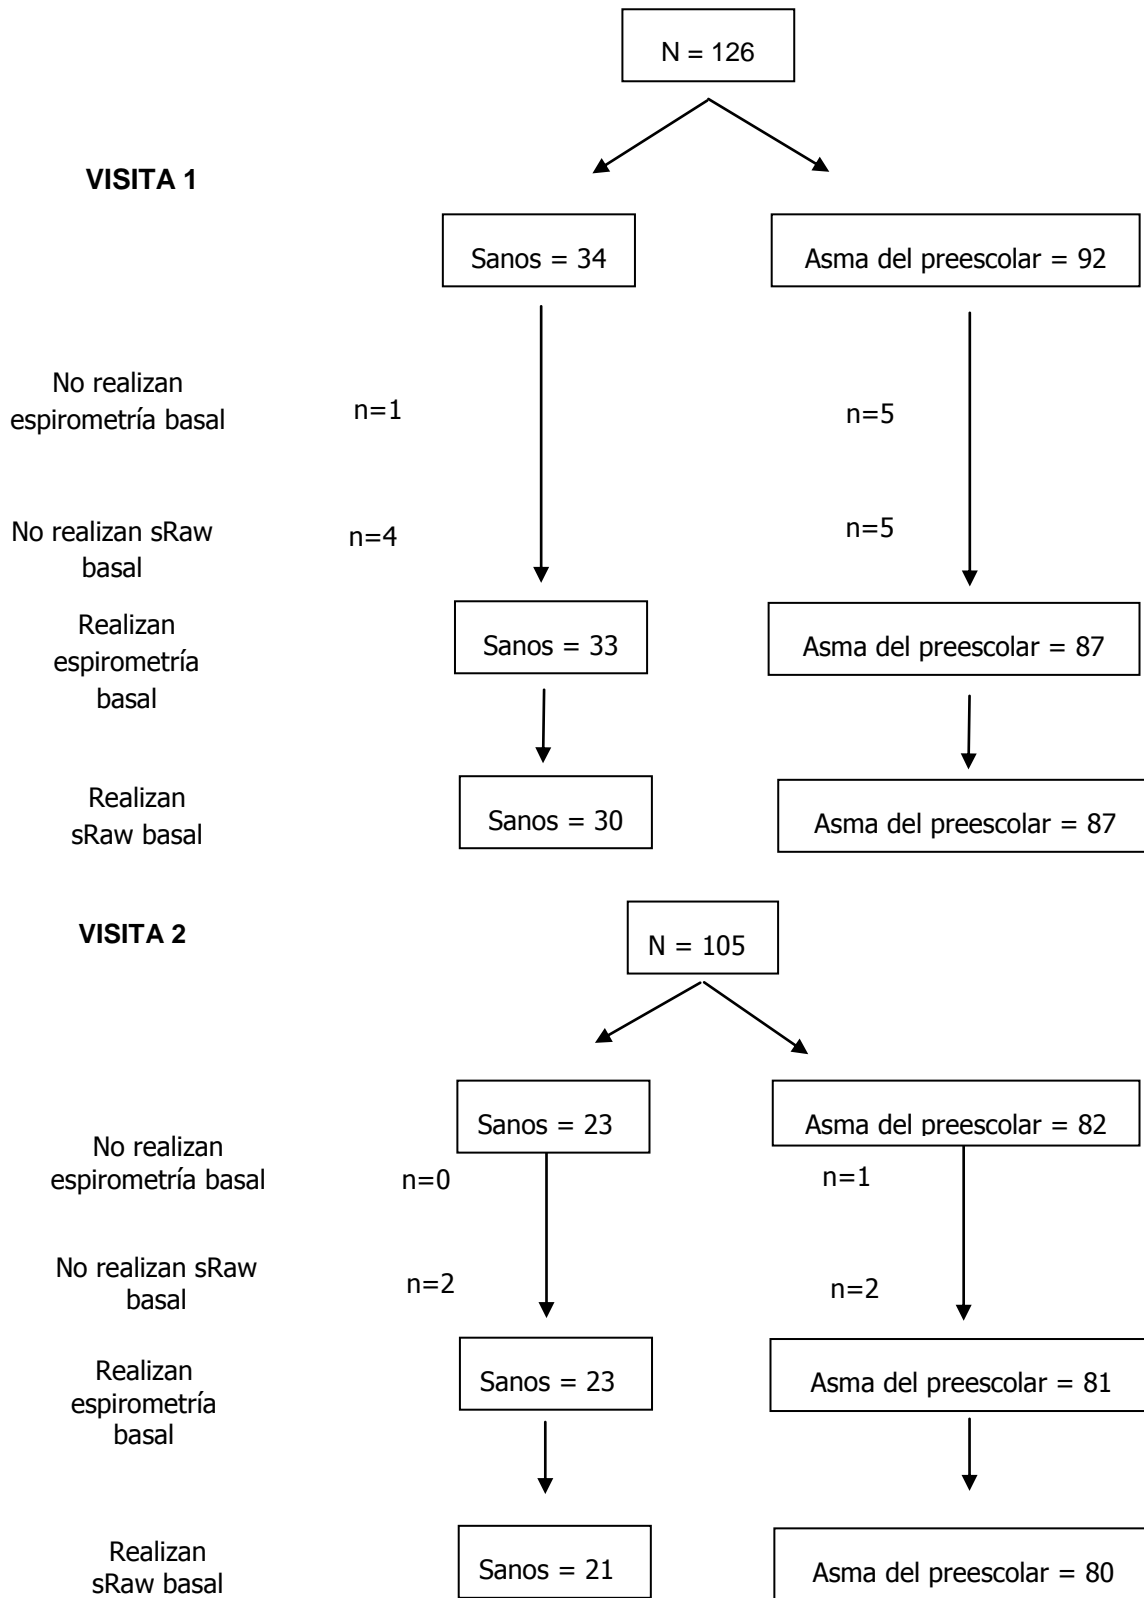 N = 126
VISITA 1
Sanos = 34
Asma del preescolar = 92
No realizan
espirometría basal
n=1
n=5
No realizan sRaw
basal
n=4
n=5
Realizan
espirometría
basal
Sanos = 33
Asma del preescolar = 87
Realizan
sRaw basal
Sanos = 30
Asma del preescolar = 87
VISITA 2
N = 105
Sanos = 23
Asma del preescolar = 82
No realizan
espirometría basal
n=0
n=1
No realizan sRaw
basal
n=2
n=2
Realizan
espirometría
basal
Sanos = 23
Asma del preescolar = 81
Realizan
sRaw basal
Sanos = 21
Asma del preescolar = 80